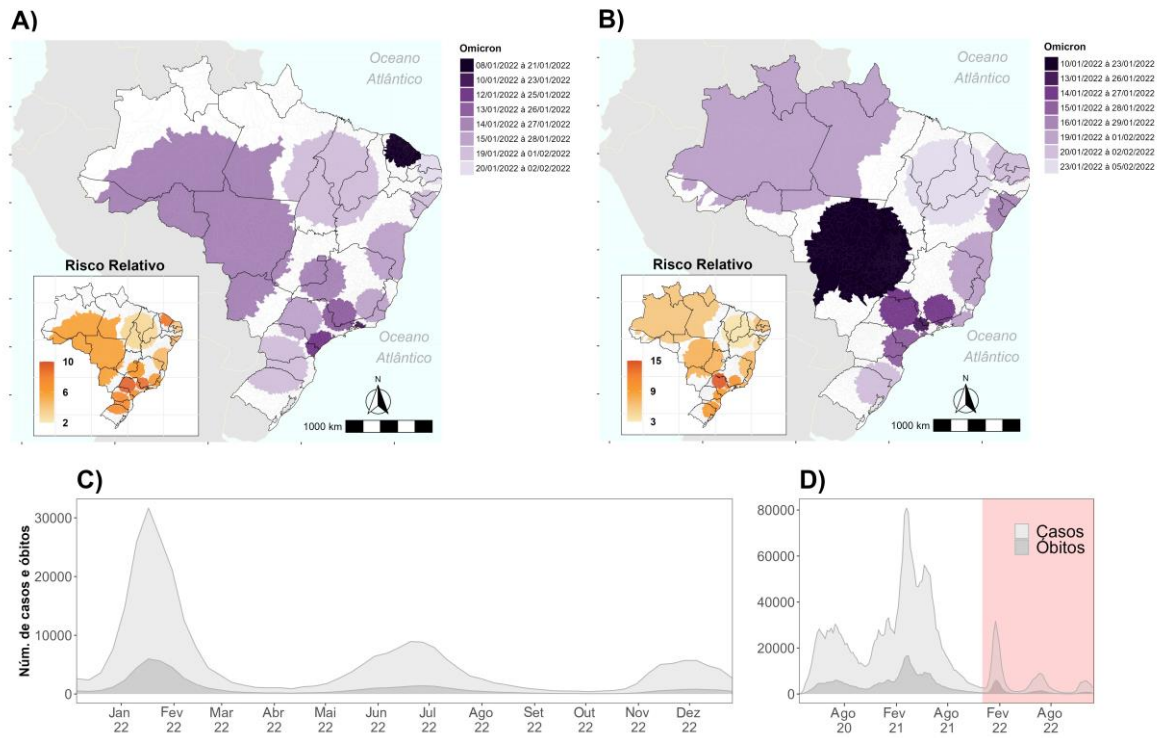 A)
Oceano
Atlântico
Omicron
08/01/2022 à 21/01/2022
10/01/2022 à 23/01/2022
12/01/2022 à 25/01/2022
13/01/2022 à 26/01/2022
14/01/2022 à 27/01/2022
15/01/2022 à 28/01/2022
19/01/2022 à 01/02/2022
20/01/2022 à 02/02/2022
Risco Relativo
10
6
2
Oceano
Atlântico
N
1000 km
B)
Oceano
Atlântico
Omicron
10/01/2022 à 23/01/2022
13/01/2022 à 26/01/2022
14/01/2022 à 27/01/2022
15/01/2022 à 28/01/2022
16/01/2022 à 29/01/2022
19/01/2022 à 01/02/2022
20/01/2022 à 02/02/2022
23/01/2022 à 05/02/2022
Risco Relativo
15
9
3
Oceano
Atlântico
N
1000 km
C)
Núm. de casos e óbitos
30000
20000
10000
0
Jan Fev Mar Abr Mai Jun Jul Ago Set Out Nov Dez
22 22 22 22 22 22 22 22 22 22 22 22
D)
80000
60000
40000
20000
0
Casos
Óbitos
Ago Fev Ago Fev Ago
20 21 21 22 22